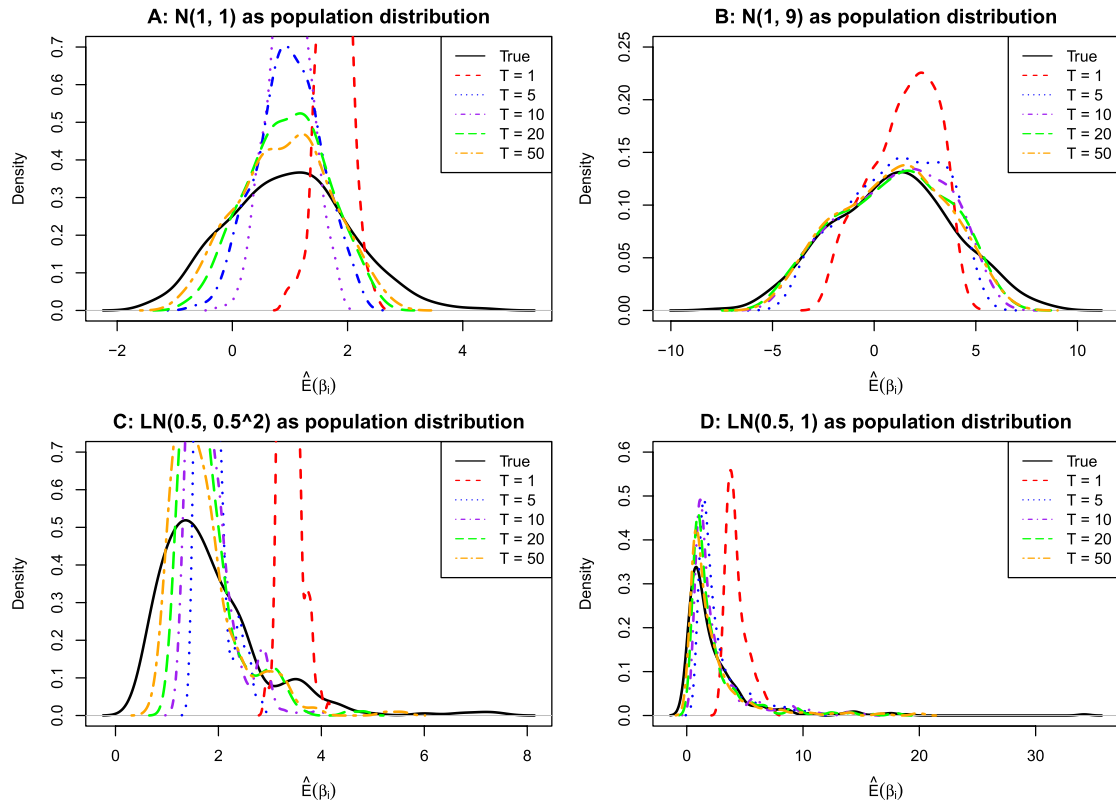 A: N(1, 1) as population distribution
Density
0.0 0.1 0.2 0.3 0.4 0.5 0.6 0.7
True
T = 1
T = 5
T = 10
T = 20
T = 50
−2 0 2 4
Ê(βi)
B: N(1, 9) as population distribution
Density
0.00 0.05 0.10 0.15 0.20 0.25
True
T = 1
T = 5
T = 10
T = 20
T = 50
−10 −5 0 5 10
Ê(βi)
C: LN(0.5, 0.5^2) as population distribution
Density
0.0 0.1 0.2 0.3 0.4 0.5 0.6 0.7
True
T = 1
T = 5
T = 10
T = 20
T = 50
0 2 4 6 8
Ê(βi)
D: LN(0.5, 1) as population distribution
Density
0.0 0.1 0.2 0.3 0.4 0.5 0.6
True
T = 1
T = 5
T = 10
T = 20
T = 50
0 10 20 30
Ê(βi)